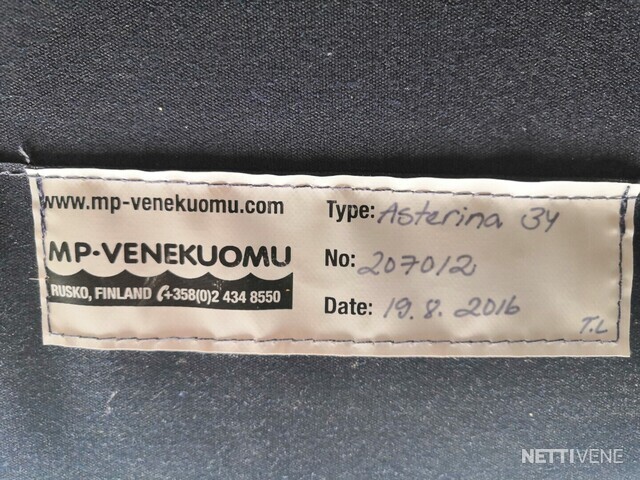 www.mp-venekuomu.com
MP-VENEKUOMU
RUSKO, FINLAND +358(0)2 434 8550
Type: Asterina 34
No: 207012
Date: 19.8.2016
T.L
NETTIVENE